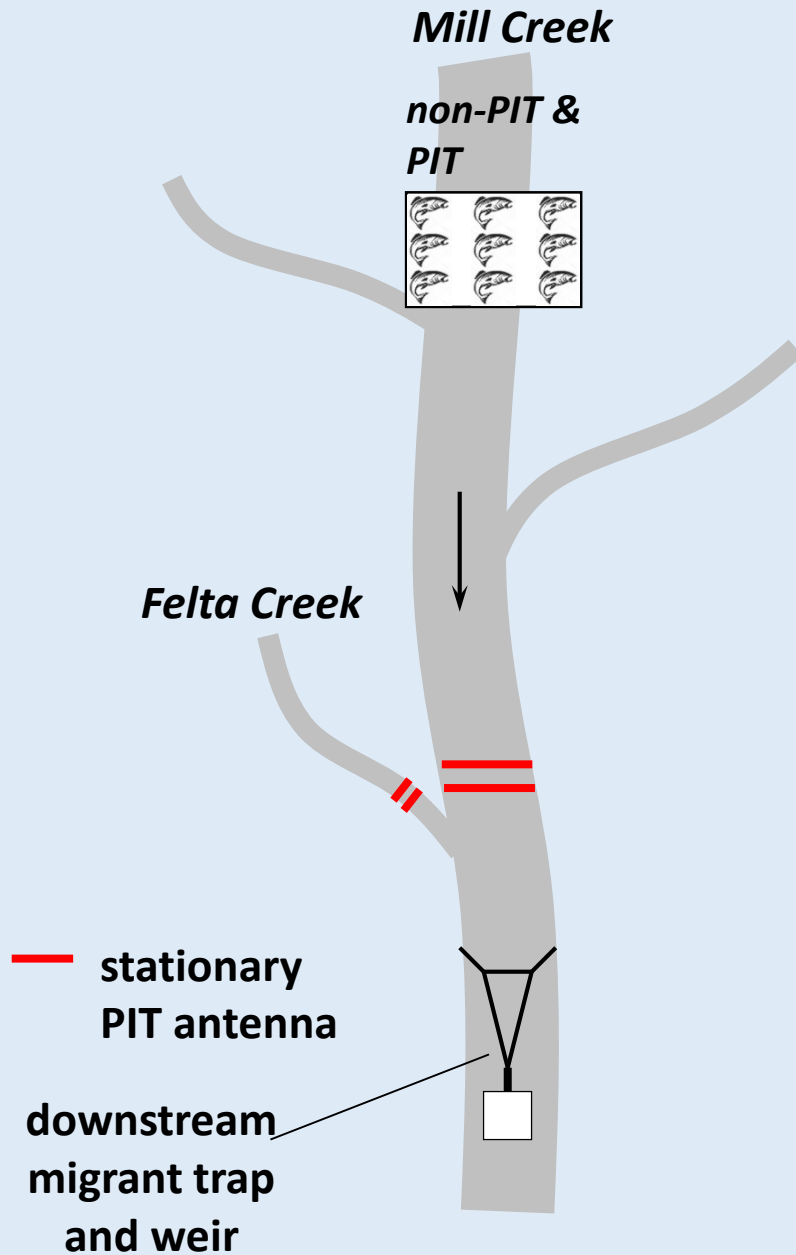 Mill Creek
non-PIT &
PIT
Felta Creek
stationary
PIT antenna
downstream
migrant trap
and weir